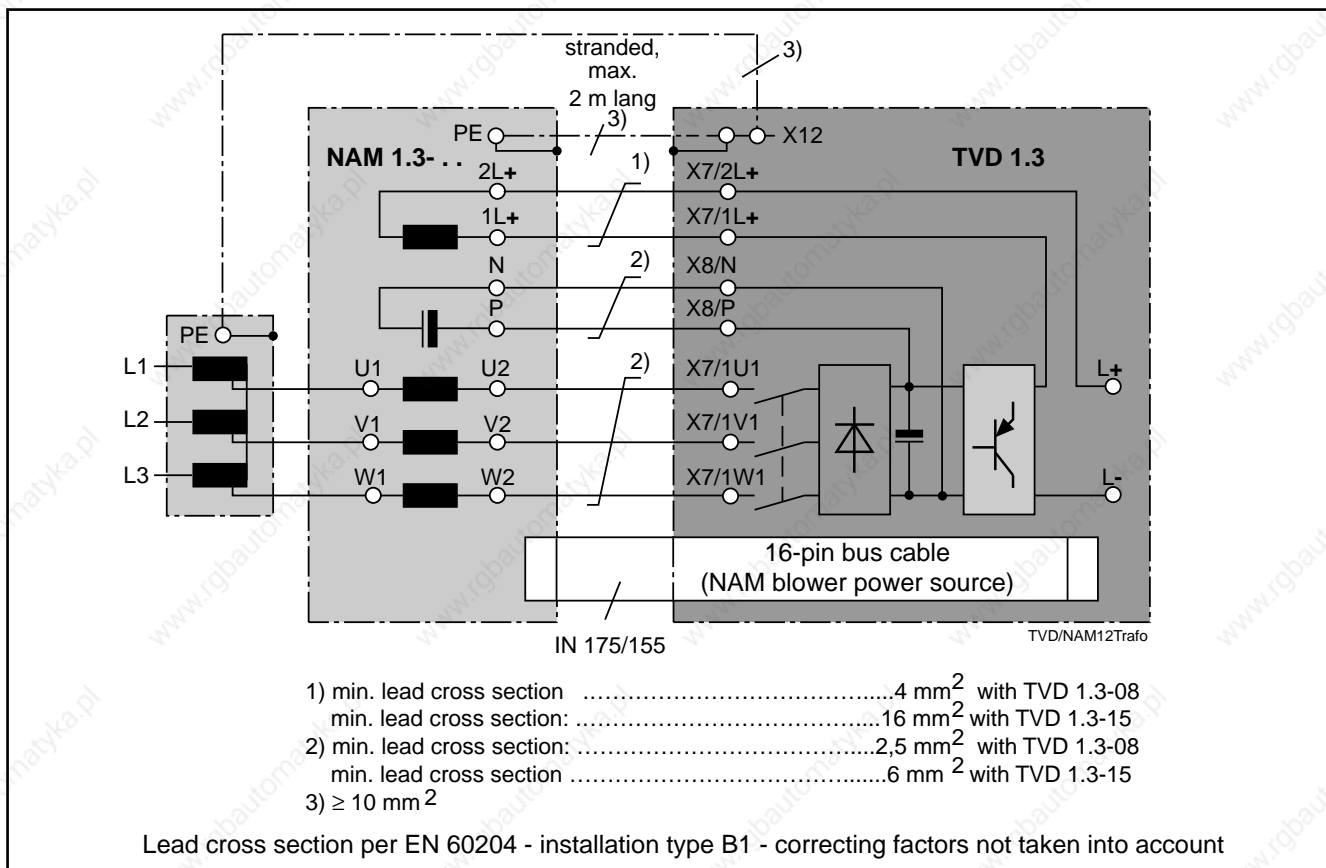 stranded,
max.
2 m lang
3)
3)
PE
X12
NAM 1.3- . .
TVD 1.3
1)
2L+
X7/2L+
1L+
X7/1L+
2)
N
X8/N
P
X8/P
PE
2)
L1
U1
U2
X7/1U1
L+
L2
V1
V2
X7/1V1
L3
W1
W2
X7/1W1
L-
16-pin bus cable
(NAM blower power source)
IN 175/155
TVD/NAM12Trafo
1) min. lead cross section ........................................4 mm2 with TVD 1.3-08
min. lead cross section: ........................................16 mm2 with TVD 1.3-15
2) min. lead cross section: ........................................2,5 mm2 with TVD 1.3-08
min. lead cross section ........................................6 mm 2 with TVD 1.3-15
3) ≥ 10 mm 2
Lead cross section per EN 60204 - installation type B1 - correcting factors not taken into account
www.rgbautomatyka.pl